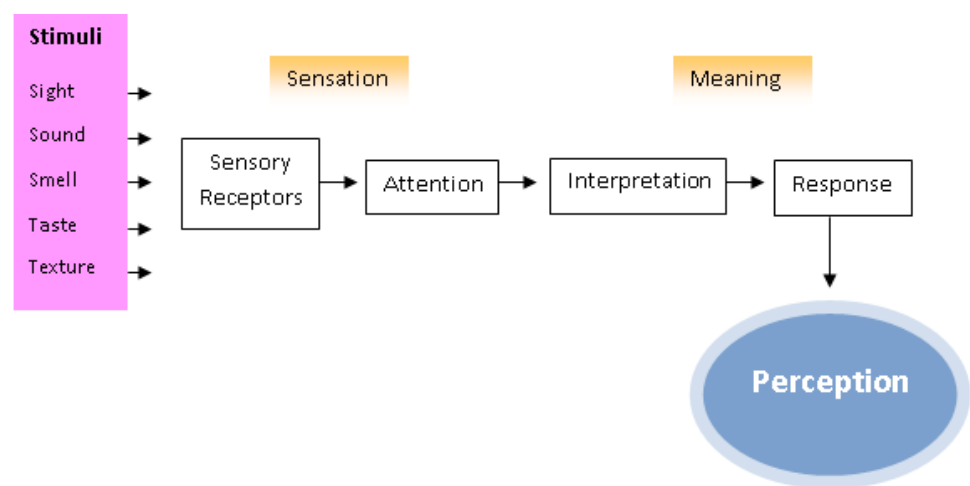 Stimuli
Sight
Sound
Smell
Taste
Texture
Sensation
Meaning
Sensory
Receptors
Attention
Interpretation
Response
Perception